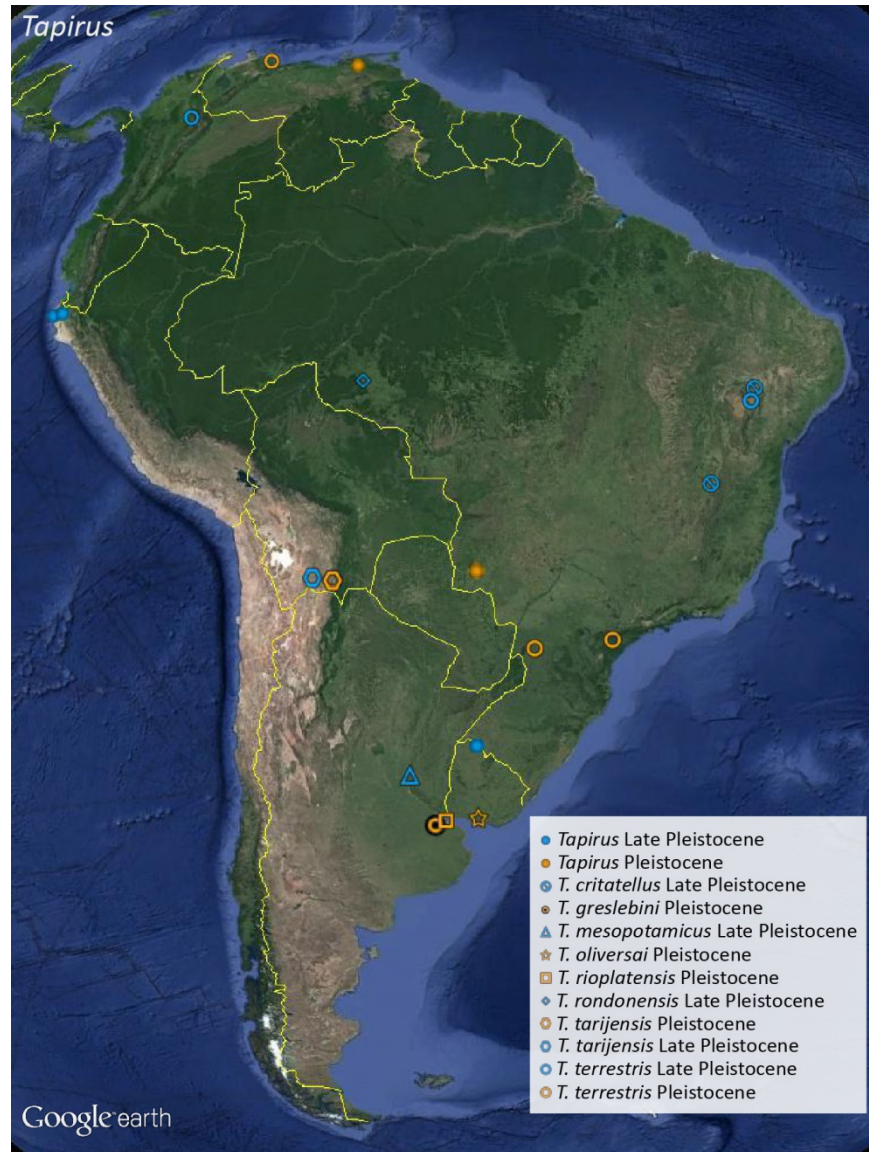 Tapirus
Tapirus Late Pleistocene
Tapirus Pleistocene
T. critatellus Late Pleistocene
T. greslebini Pleistocene
T. mesopotamicus Late Pleistocene
T. oliversai Pleistocene
T. rioplatensis Pleistocene
T. rondonensis Late Pleistocene
T. tarijensis Pleistocene
T. tarijensis Late Pleistocene
T. terrestris Late Pleistocene
T. terrestris Pleistocene
Google earth